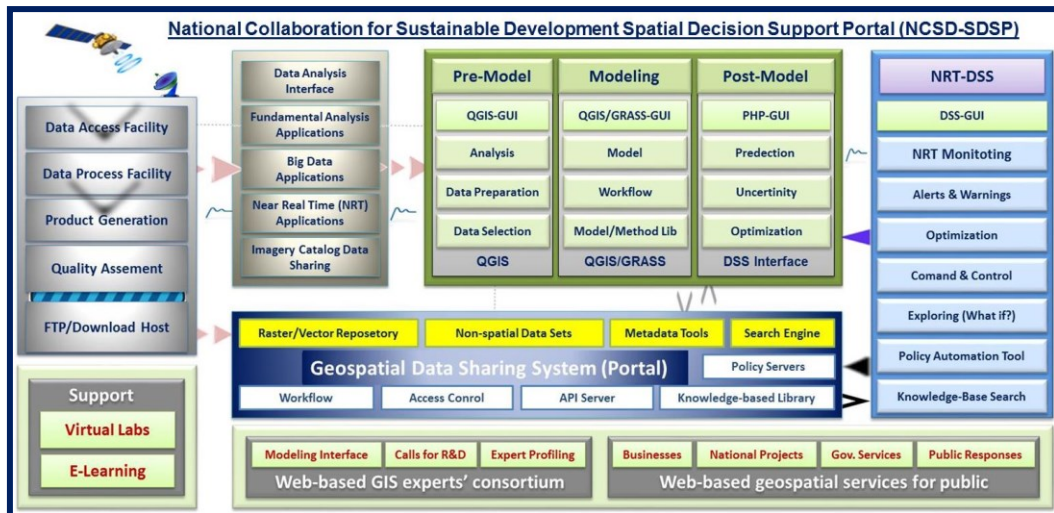 National Collaboration for Sustainable Development Spatial Decision Support Portal (NCSD-SDSP)
Data Access Facility
Data Process Facility
Product Generation
Quality Assement
FTP/Download Host
Support
Virtual Labs
E-Learning
Data Analysis
Interface
Fundamental Analysis
Applications
Big Data
Applications
Near Real Time (NRT)
Applications
Imagery Catalog Data
Sharing
Pre-Model
QGIS-GUI
Analysis
Data Preparation
Data Selection
QGIS
Modeling
QGIS/GRASS-GUI
Model
Workflow
Model/Method Lib
QGIS/GRASS
Post-Model
PHP-GUI
Predection
Uncertinity
Optimization
DSS Interface
NRT-DSS
DSS-GUI
NRT Monitoting
Alerts & Warnings
Optimization
Comand & Control
Exploring (What if?)
Policy Automation Tool
Knowledge-Base Search
Raster/Vector Reposetory
Non-spatial Data Sets
Metadata Tools
Search Engine
Geospatial Data Sharing System (Portal)
Policy Servers
Workflow
Access Conrol
API Server
Knowledge-based Library
Modeling Interface
Calls for R&D
Expert Profiling
Web-based GIS experts' consortium
Businesses
National Projects
Gov. Services
Public Responses
Web-based geospatial services for public